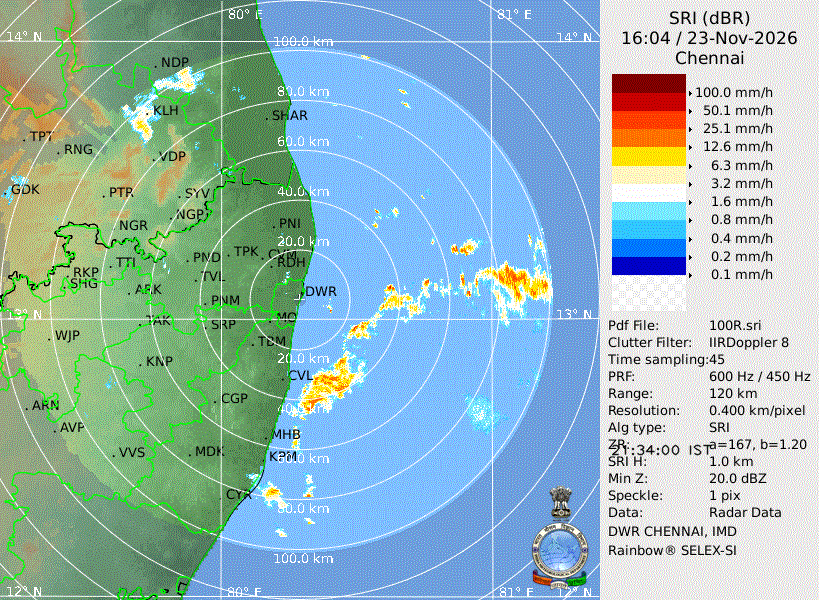 SRI (dBR)
16:04 / 23-Nov-2026
Chennai
100.0 mm/h
50.1 mm/h
25.1 mm/h
12.6 mm/h
6.3 mm/h
3.2 mm/h
1.6 mm/h
0.8 mm/h
0.4 mm/h
0.2 mm/h
0.1 mm/h
Pdf File: 100R.sri
Clutter Filter: IIRDoppler 8
Time sampling:45
PRF: 600 Hz / 450 Hz
Range: 120 km
Resolution: 0.400 km/pixel
Alg type: SRI
ZR: a=167, b=1.20
21:34:00 IST
SRI H: 1.0 km
Min Z: 20.0 dBZ
Speckle: 1 pix
Data: Radar Data
DWR CHENNAI, IMD
Rainbow® SELEX-SI
80° E 81° E
14° N 14° N
100.0 km
NDP
80.0 km
KLH
SHAR
TPT
60.0 km
RNG
VDP
GDK
PTR
SYV
40.0 km
NGP
NGR
PNI
20.0 km
TPK
PND
TTI
RDH
RKP
TVL
SHG
ARK
DWR
PNM
13° N 13° N
TAK
SRP
MO
WJP
TBM
20.0 km
KNP
CVL
CGP
ARN
40.0 km
AVP
MHB
VVS
MDK
KPM
60.0 km
CYR
80.0 km
100.0 km
12° N 12° N
80° E 81° E